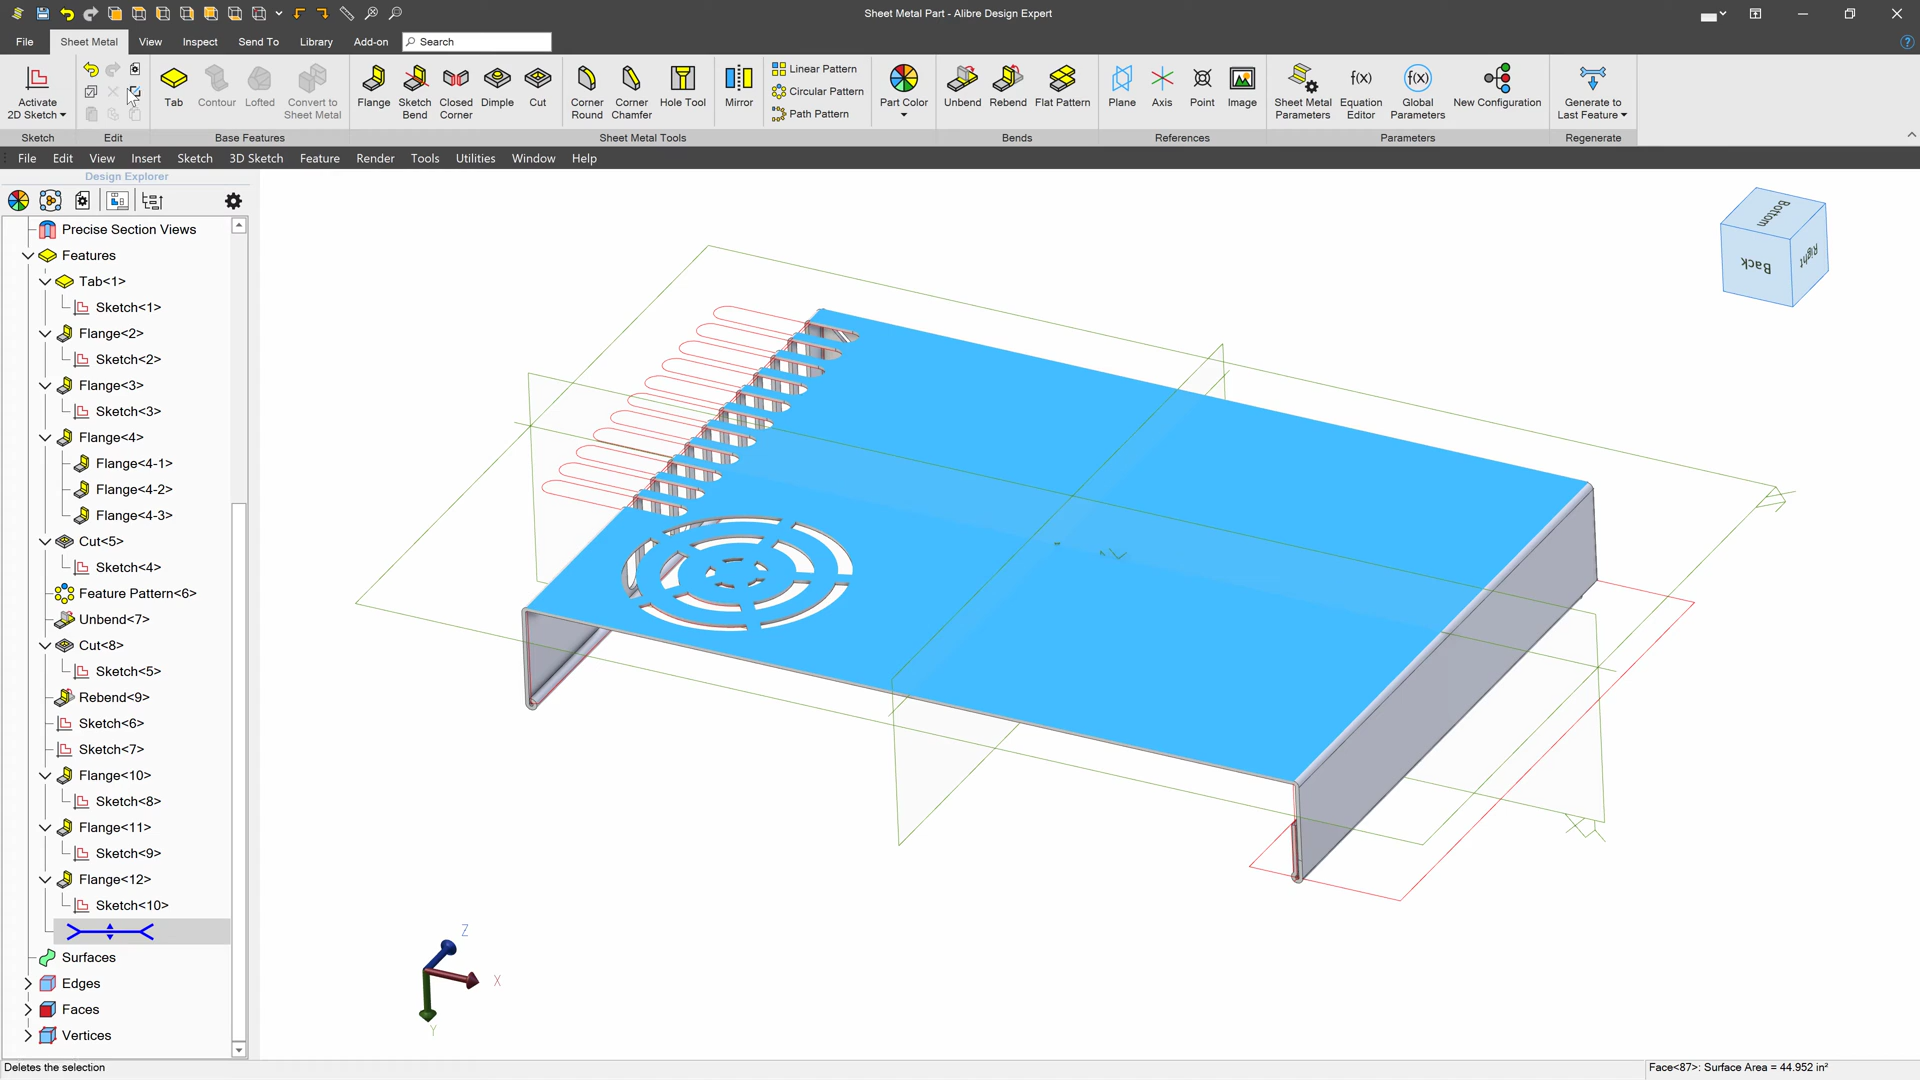 Sheet Metal Part - Alibre Design Expert
File
Sheet Metal
View
Inspect
Send To
Library
Add-on
Search
Activate
2D Sketch
Tab
Contour
Lofted
Convert to
Sheet Metal
Flange
Sketch
Bend
Closed
Corner
Dimple
Cut
Corner
Round
Corner
Chamfer
Hole Tool
Mirror
Linear Pattern
Circular Pattern
Path Pattern
Part Color
Unbend
Rebend
Flat Pattern
Plane
Axis
Point
Image
Sheet Metal
Parameters
f(x)
Equation
Editor
f(x)
Global
Parameters
New Configuration
Generate to
Last Feature
Sketch
Edit
Base Features
Sheet Metal Tools
Bends
References
Parameters
Regenerate
File
Edit
View
Insert
Sketch
3D Sketch
Feature
Render
Tools
Utilities
Window
Help
Design Explorer
Precise Section Views
Features
Tab<1>
Sketch<1>
Flange<2>
Sketch<2>
Flange<3>
Sketch<3>
Flange<4>
Flange<4-1>
Flange<4-2>
Flange<4-3>
Cut<5>
Sketch<4>
Feature Pattern<6>
Unbend<7>
Cut<8>
Sketch<5>
Rebend<9>
Sketch<6>
Sketch<7>
Flange<10>
Sketch<8>
Flange<11>
Sketch<9>
Flange<12>
Sketch<10>
Surfaces
Edges
Faces
Vertices
Bottom
Back
Right
Z
X
Y
Deletes the selection
Face<87>: Surface Area = 44.952 in²